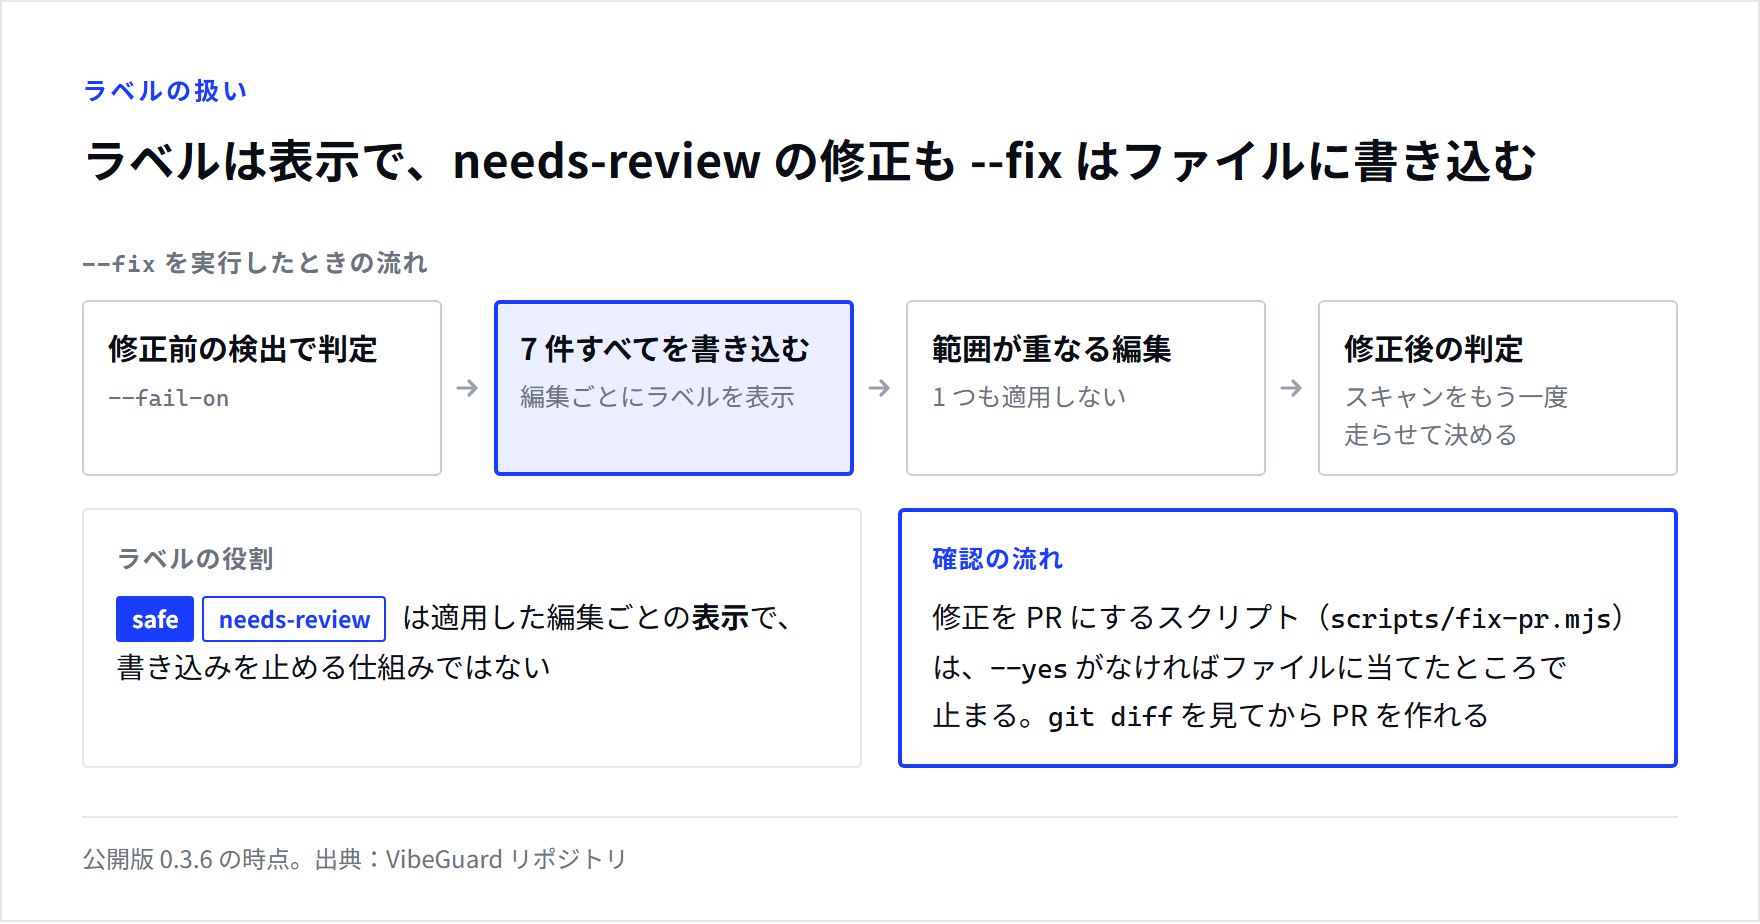 ラベルの扱い
ラベルは表示で、needs-review の修正も --fix はファイルに書き込む
--fix を実行したときの流れ
修正前の検出で判定
--fail-on
→
7 件すべてを書き込む
編集ごとにラベルを表示
→
範囲が重なる編集
1 つも適用しない
→
修正後の判定
スキャンをもう一度
走らせて決める
ラベルの役割
safe needs-review は適用した編集ごとの表示で、
書き込みを止める仕組みではない
確認の流れ
修正を PR にするスクリプト（scripts/fix-pr.mjs）
は、--yes がなければファイルに当てたところで
止まる。git diff を見てから PR を作れる
公開版 0.3.6 の時点。出典：VibeGuard リポジトリ